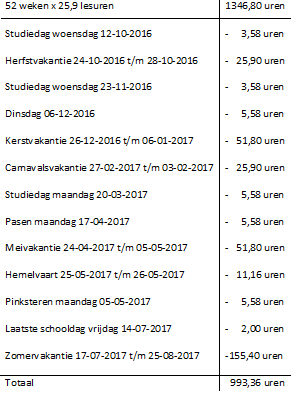 52 weken x 25,9 lesuren 1346,80 uren
Studiedag woensdag 12-10-2016 - 3,58 uren
Herfstvakantie 24-10-2016 t/m 28-10-2016 - 25,90 uren
Studiedag woensdag 23-11-2016 - 3,58 uren
Dinsdag 06-12-2016 - 5,58 uren
Kerstvakantie 26-12-2016 t/m 06-01-2017 - 51,80 uren
Carnavalsvakantie 27-02-2017 t/m 03-02-2017 - 25,90 uren
Studiedag maandag 20-03-2017 - 5,58 uren
Pasen maandag 17-04-2017 - 5,58 uren
Meivakantie 24-04-2017 t/m 05-05-2017 - 51,80 uren
Hemelvaart 25-05-2017 t/m 26-05-2017 - 11,16 uren
Pinksteren maandag 05-05-2017 - 5,58 uren
Laatste schooldag vrijdag 14-07-2017 - 2,00 uren
Zomervakantie 17-07-2017 t/m 25-08-2017 -155,40 uren
Totaal 993,36 uren